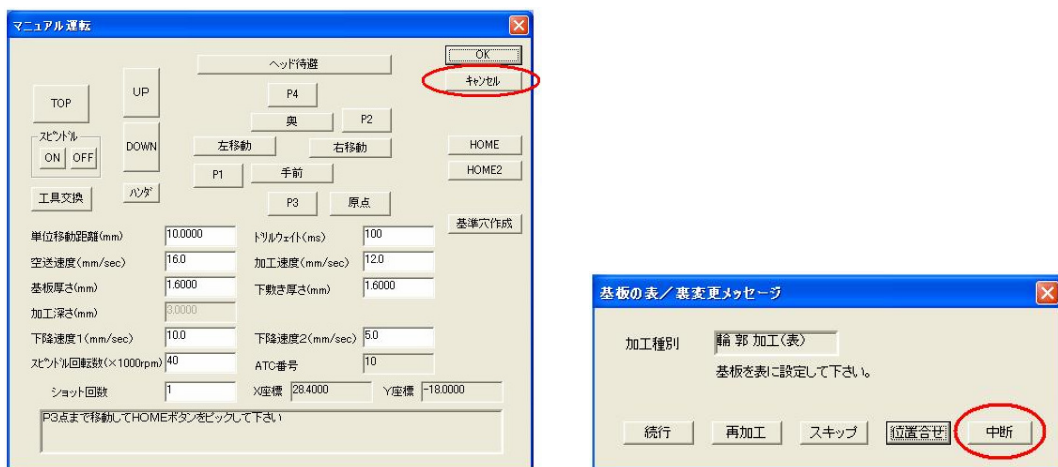 マニュアル運転
OK
ヘッド待避
キャンセル
UP
P4
TOP
奥
P2
スピンドル
ON OFF
DOWN
左移動
右移動
HOME
P1
手前
HOME2
工具交換
ハンダ
P3
原点
基準穴作成
単位移動距離(mm) 10.0000
ドリルウェイト(ms) 100
空送速度(mm/sec) 16.0
加工速度(mm/sec) 12.0
基板厚さ(mm) 1.6000
下敷き厚さ(mm) 1.6000
加工深さ(mm) 3.0000
下降速度1(mm/sec) 10.0
下降速度2(mm/sec) 5.0
スピンドル回転数(×1000rpm) 40
ATC番号 10
ショット回数 1
X座標 28.4000
Y座標 -18.0000
P3点まで移動してHOMEボタンをピックして下さい
基板の表/裏変更メッセージ
加工種別 輪 郭 加工(表)
基板を表に設定して下さい。
続行
再加工
スキップ
位置合せ
中断